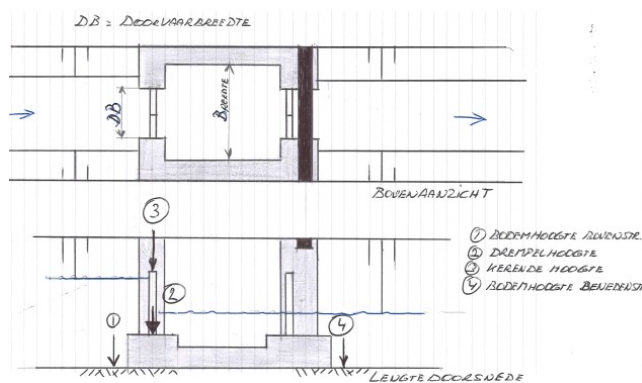 DB = DOORVAARBREEDTE
DB
BREEDTE
BOVENAANZICHT
3
2
1
4
① BODEMHOOGTE BOVENSTR.
② DREMPELHOOGTE
③ KERENDE HOOGTE
④ BODEMHOOGTE BENEDENST
LENGTEDOORSNEDE